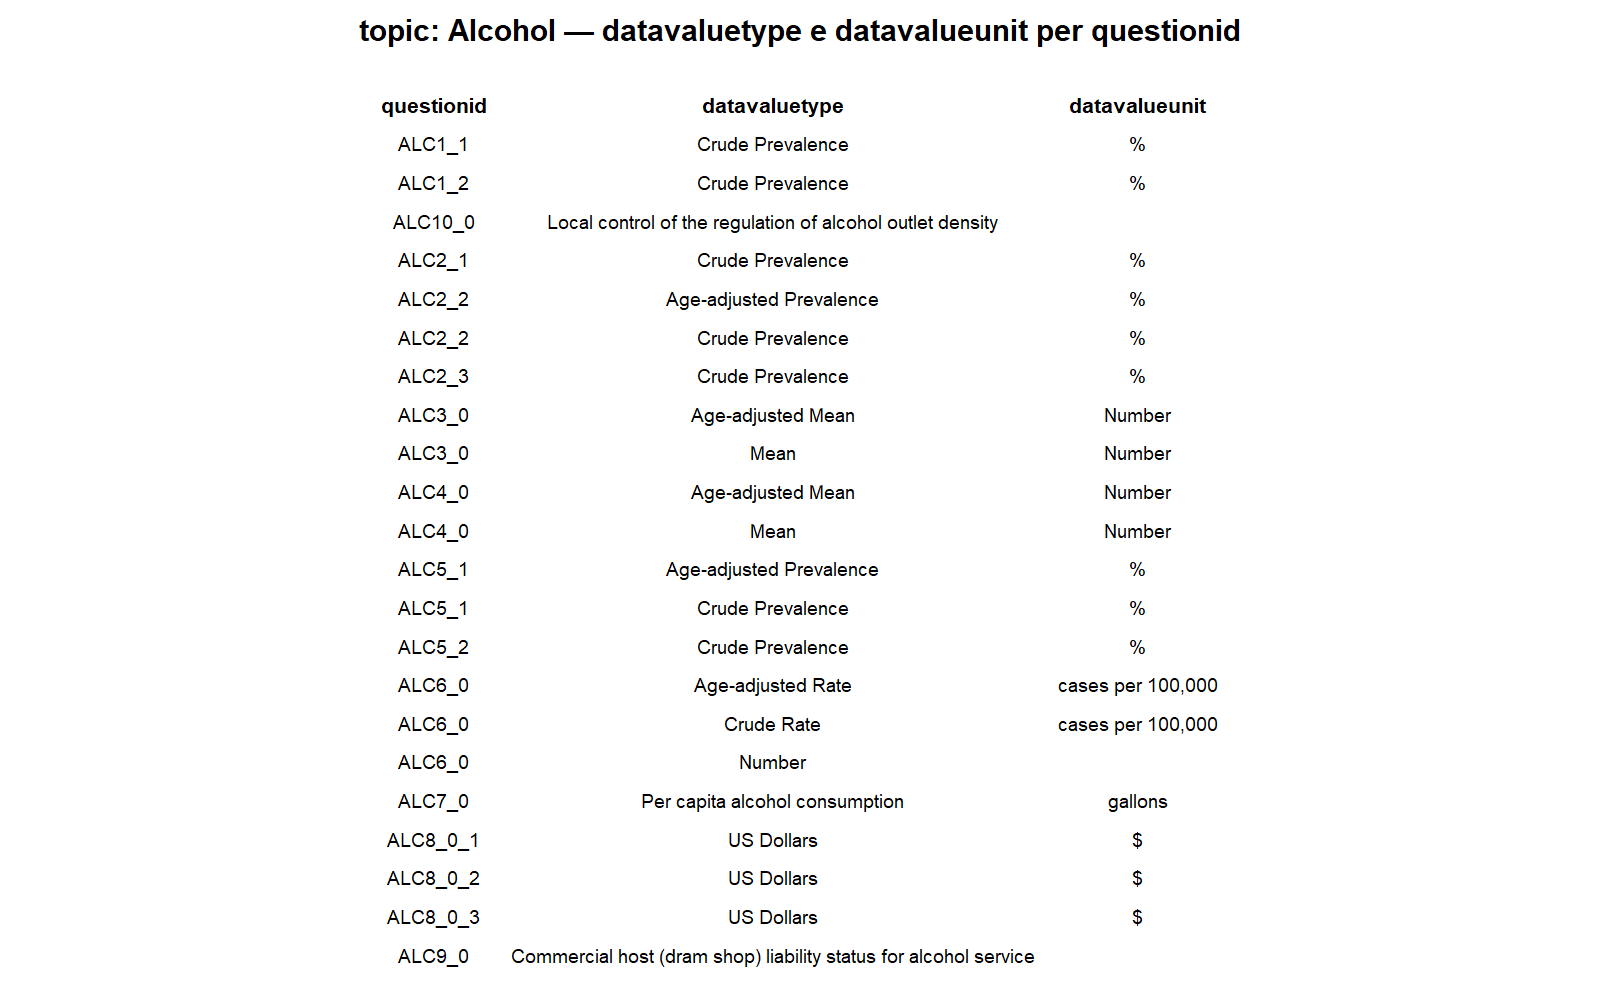 topic: Alcohol — datavaluetype e datavalueunit per questionid
questionid datavaluetype datavalueunit
ALC1_1 Crude Prevalence %
ALC1_2 Crude Prevalence %
ALC10_0 Local control of the regulation of alcohol outlet density
ALC2_1 Crude Prevalence %
ALC2_2 Age-adjusted Prevalence %
ALC2_2 Crude Prevalence %
ALC2_3 Crude Prevalence %
ALC3_0 Age-adjusted Mean Number
ALC3_0 Mean Number
ALC4_0 Age-adjusted Mean Number
ALC4_0 Mean Number
ALC5_1 Age-adjusted Prevalence %
ALC5_1 Crude Prevalence %
ALC5_2 Crude Prevalence %
ALC6_0 Age-adjusted Rate cases per 100,000
ALC6_0 Crude Rate cases per 100,000
ALC6_0 Number
ALC7_0 Per capita alcohol consumption gallons
ALC8_0_1 US Dollars $
ALC8_0_2 US Dollars $
ALC8_0_3 US Dollars $
ALC9_0 Commercial host (dram shop) liability status for alcohol service